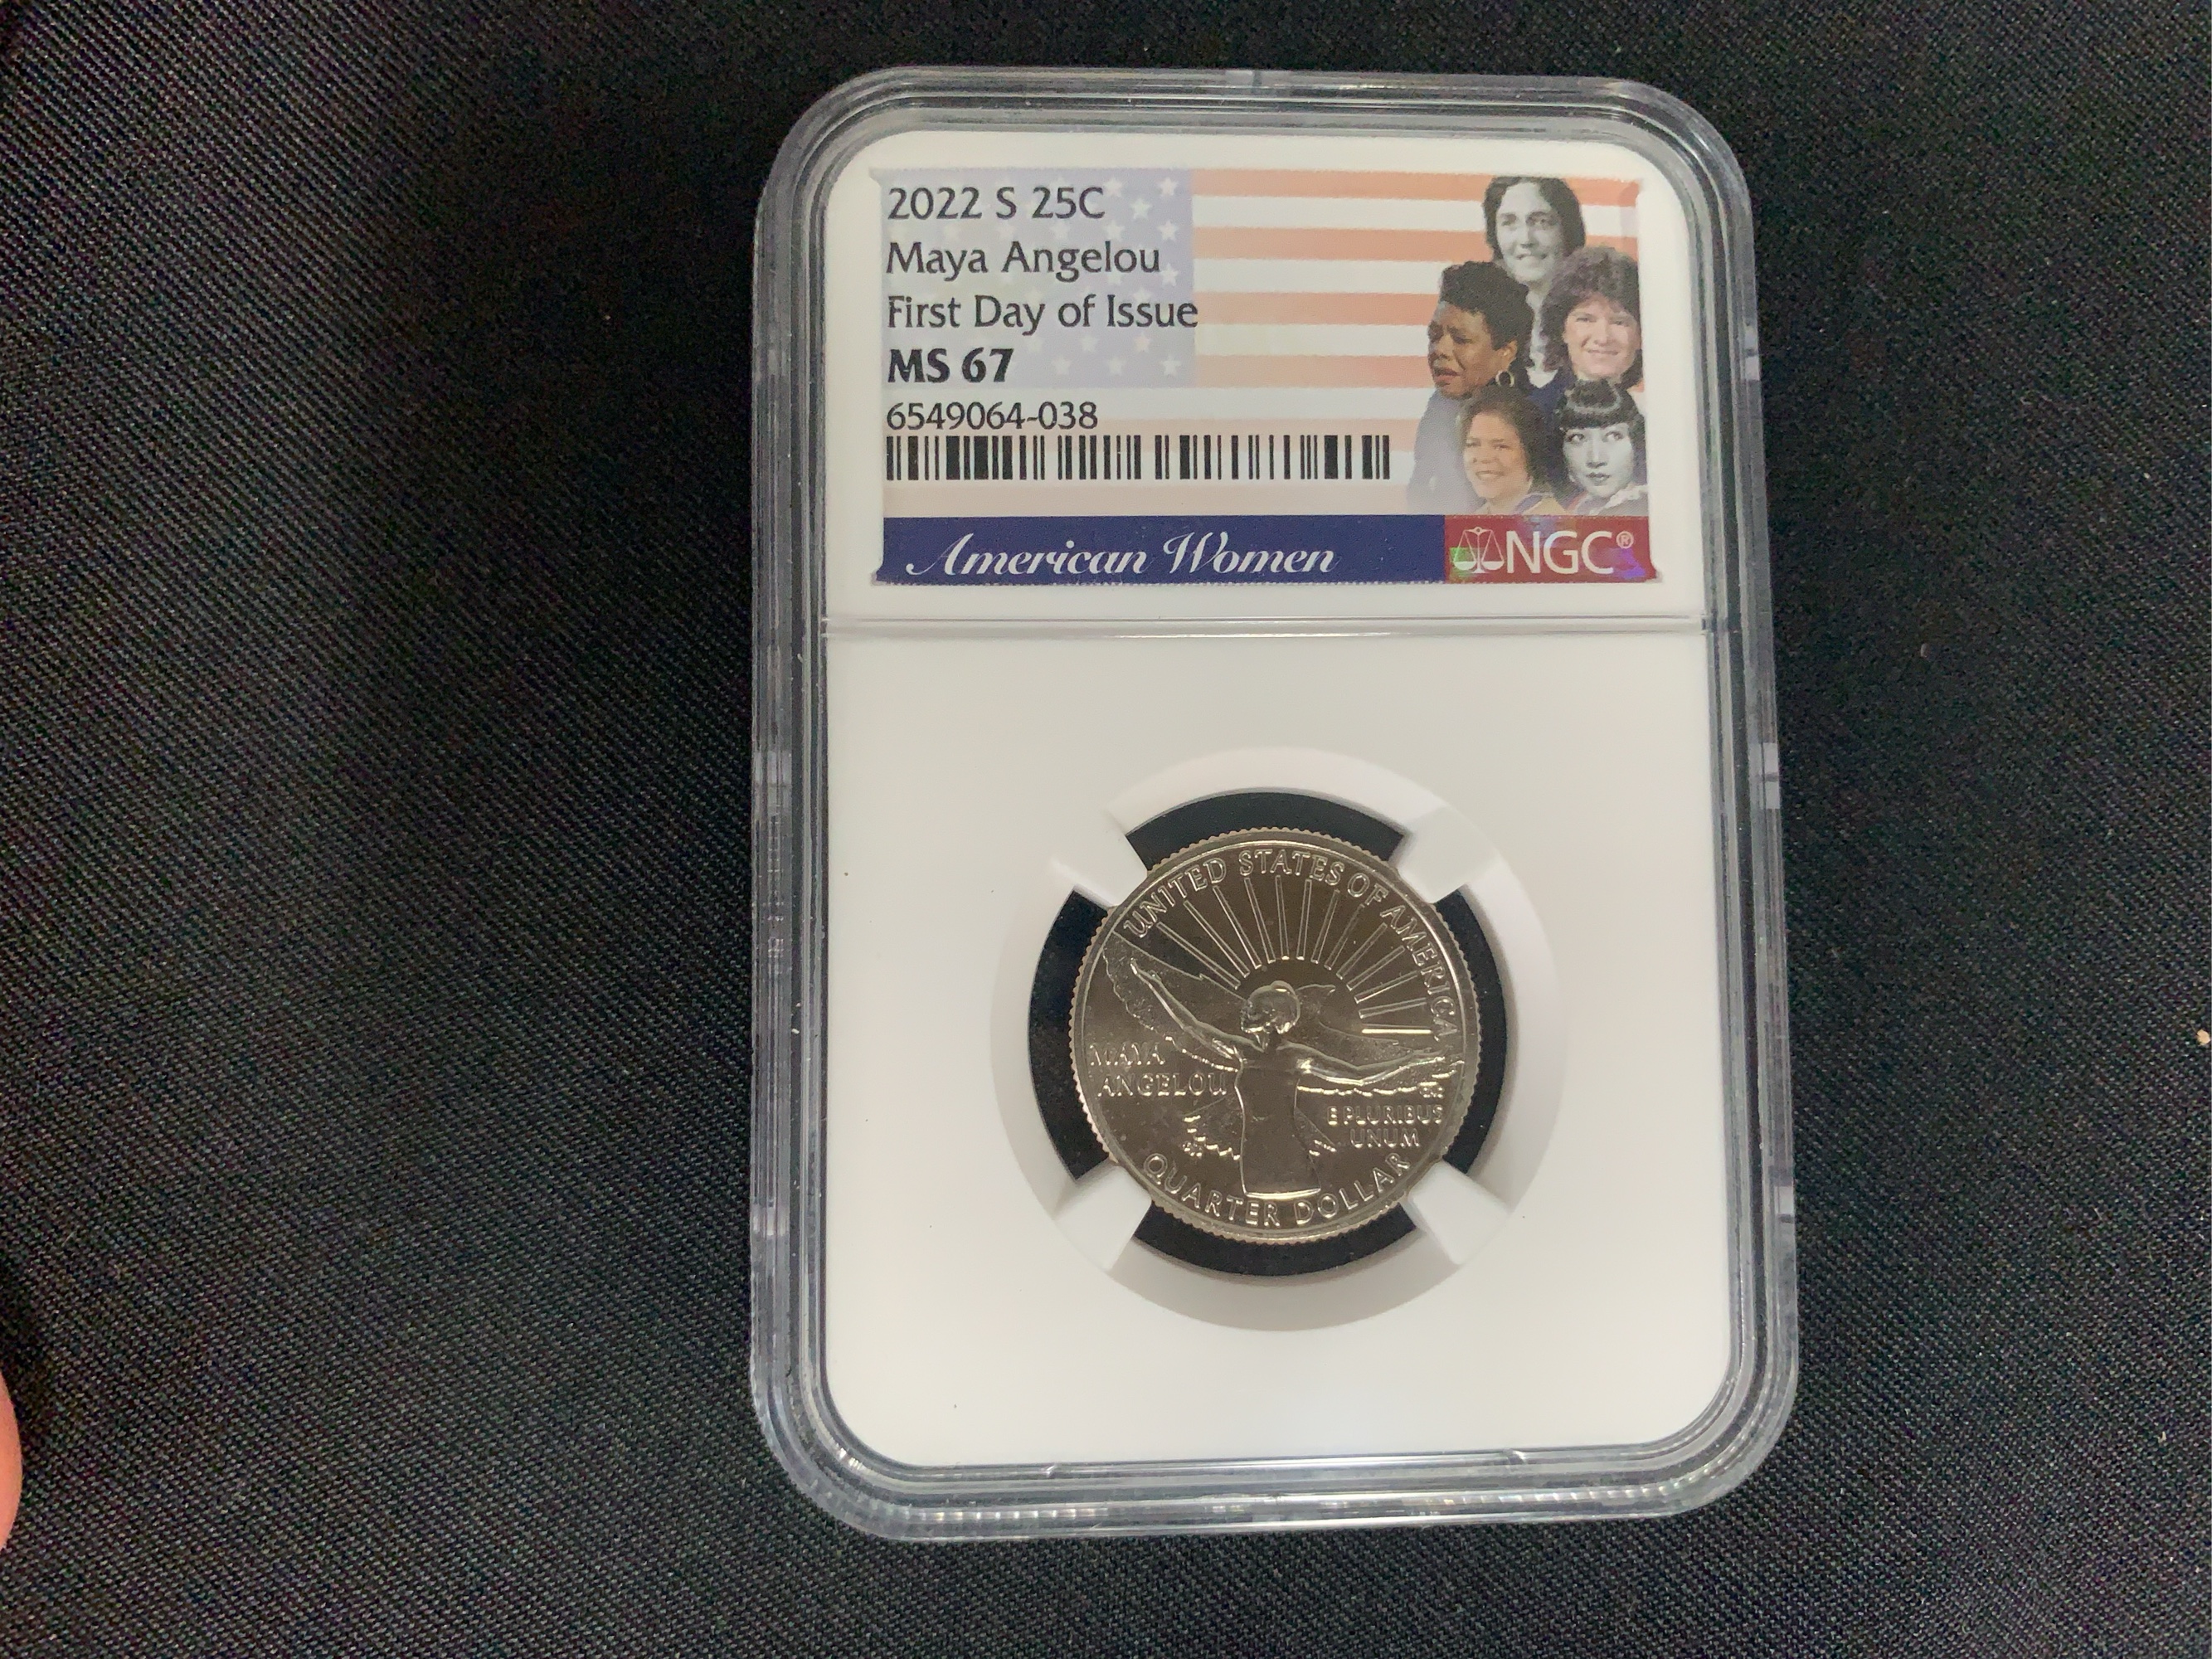 2022 S 25C
Maya Angelou
First Day of Issue
MS 67
6549064-038
American Women
NGC®
UNITED STATES OF AMERICA
MAYA
ANGELOU
E PLURIBUS
UNUM
QUARTER DOLLAR